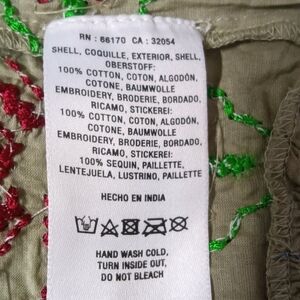 RN : 66170 CA : 32054
SHELL, COQUILLE, EXTERIOR, SHELL,
OBERSTOFF:
100% COTTON, COTON, ALGODÓN,
COTONE, BAUMWOLLE
EMBROIDERY, BRODERIE, BORDADO,
RICAMO, STICKEREI:
100% COTTON, COTON, ALGODÓN,
COTONE, BAUMWOLLE
EMBROIDERY, BRODERIE, BORDADO,
RICAMO, STICKEREI:
100% SEQUIN, PAILLETTE,
LENTEJUELA, LUSTRINO, PAILLETTE
HECHO EN INDIA
HAND WASH COLD,
TURN INSIDE OUT,
DO NOT BLEACH